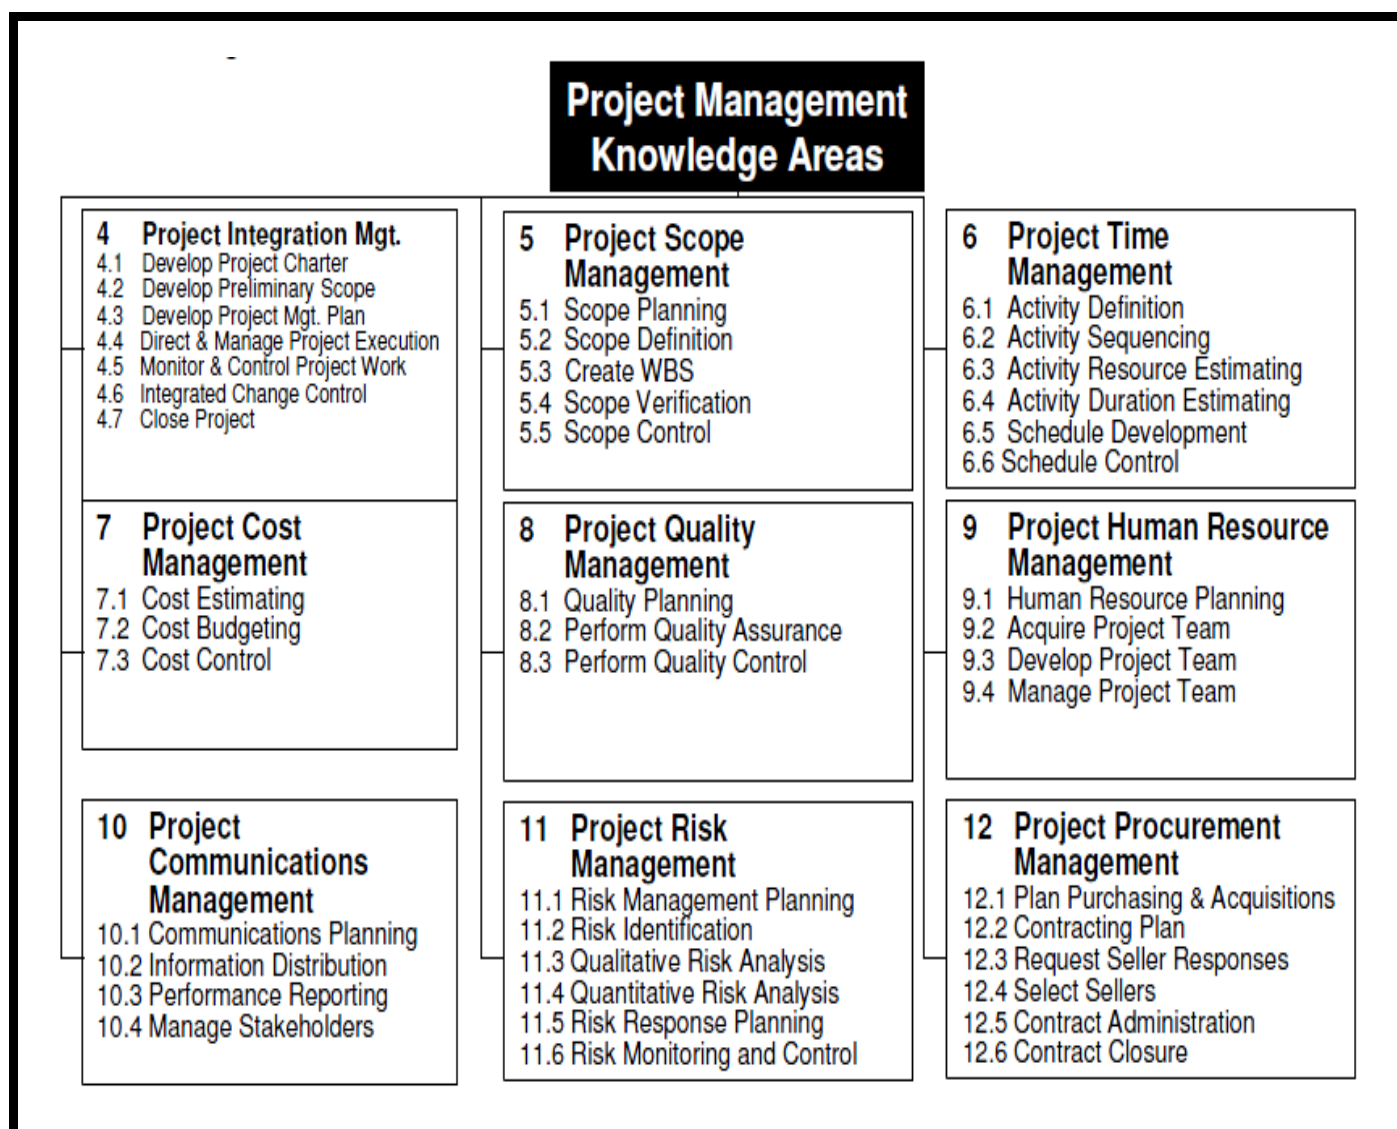 Project Management
Knowledge Areas
4 Project Integration Mgt.
4.1 Develop Project Charter
4.2 Develop Preliminary Scope
4.3 Develop Project Mgt. Plan
4.4 Direct & Manage Project Execution
4.5 Monitor & Control Project Work
4.6 Integrated Change Control
4.7 Close Project
5 Project Scope
Management
5.1 Scope Planning
5.2 Scope Definition
5.3 Create WBS
5.4 Scope Verification
5.5 Scope Control
6 Project Time
Management
6.1 Activity Definition
6.2 Activity Sequencing
6.3 Activity Resource Estimating
6.4 Activity Duration Estimating
6.5 Schedule Development
6.6 Schedule Control
7 Project Cost
Management
7.1 Cost Estimating
7.2 Cost Budgeting
7.3 Cost Control
8 Project Quality
Management
8.1 Quality Planning
8.2 Perform Quality Assurance
8.3 Perform Quality Control
9 Project Human Resource
Management
9.1 Human Resource Planning
9.2 Acquire Project Team
9.3 Develop Project Team
9.4 Manage Project Team
10 Project
Communications
Management
10.1 Communications Planning
10.2 Information Distribution
10.3 Performance Reporting
10.4 Manage Stakeholders
11 Project Risk
Management
11.1 Risk Management Planning
11.2 Risk Identification
11.3 Qualitative Risk Analysis
11.4 Quantitative Risk Analysis
11.5 Risk Response Planning
11.6 Risk Monitoring and Control
12 Project Procurement
Management
12.1 Plan Purchasing & Acquisitions
12.2 Contracting Plan
12.3 Request Seller Responses
12.4 Select Sellers
12.5 Contract Administration
12.6 Contract Closure